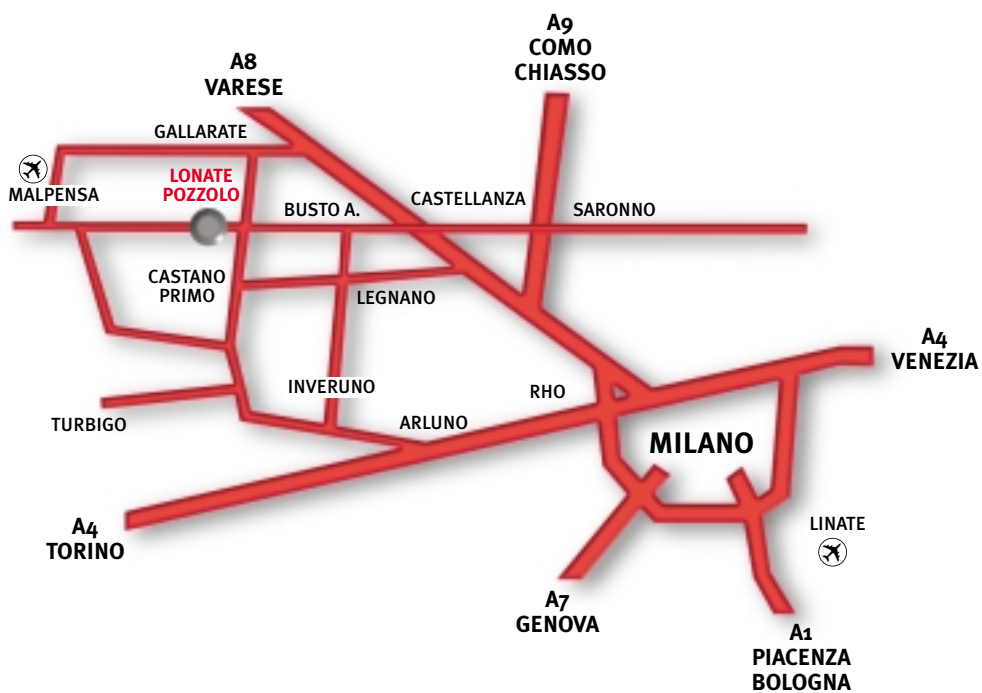 A9
COMO
CHIASSO
A8
VARESE
GALLARATE
MALPENSA
LONATE
POZZOLO
BUSTO A.
CASTELLANZA
SARONNO
CASTANO
PRIMO
LEGNANO
A4
VENEZIA
INVERUNO
RHO
TURBIGO
ARLUNO
MILANO
A4
TORINO
LINATE
A7
GENOVA
A1
PIACENZA
BOLOGNA